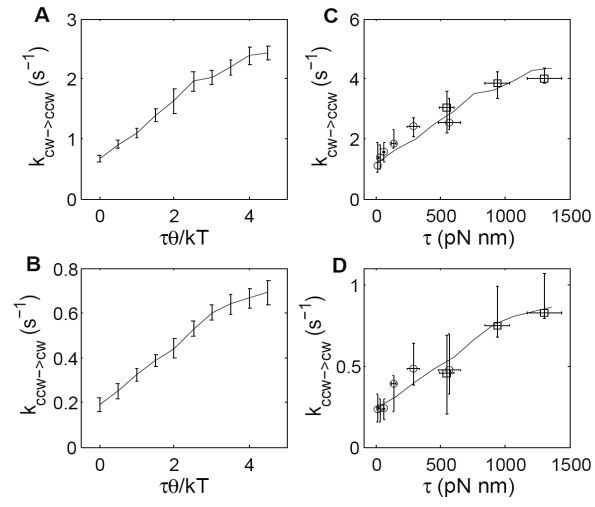 A
3
2
1
0
k_cw->ccw (s⁻¹)
0 2 4
τθ/kT
C
6
4
2
0
k_cw->ccw (s⁻¹)
0 500 1000 1500
τ (pN nm)
B
0.8
0.6
0.4
0.2
0
k_ccw->cw (s⁻¹)
0 2 4
τθ/kT
D
1
0.5
0
k_ccw->cw (s⁻¹)
0 500 1000 1500
τ (pN nm)